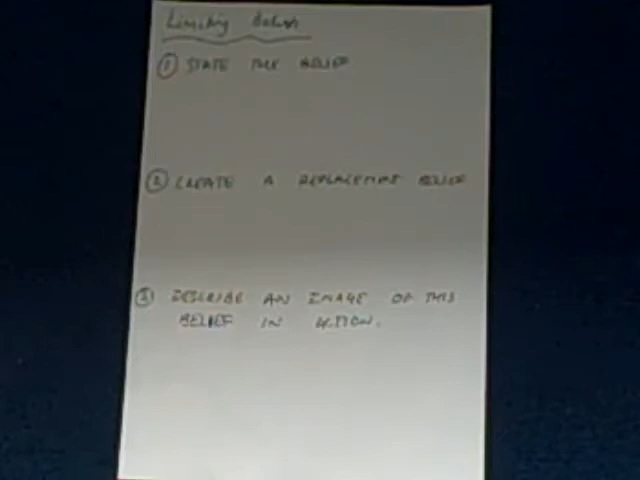 Limiting Beliefs
① STATE THE BELIEF
② CREATE A REPLACEMENT BELIEF
③ DESCRIBE AN IMAGE OF THIS
BELIEF IN ACTION.